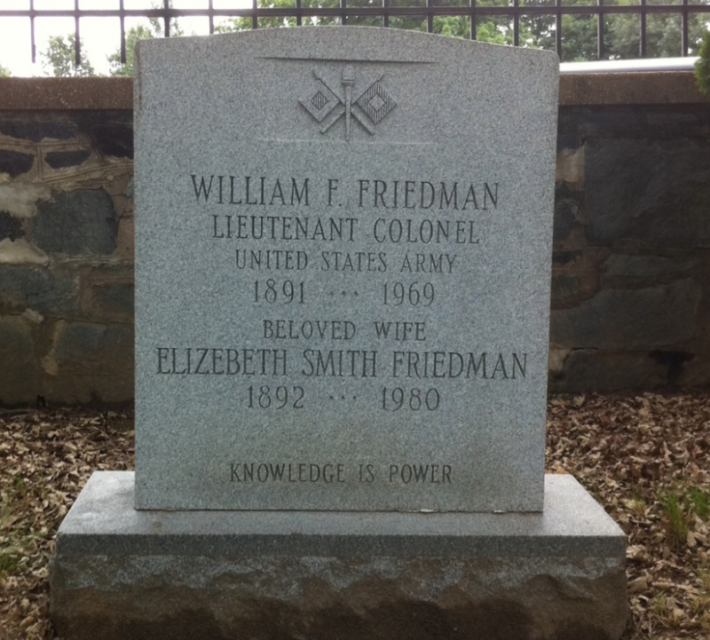 WILLIAM F. FRIEDMAN
LIEUTENANT COLONEL
UNITED STATES ARMY
1891 ··· 1969
BELOVED WIFE
ELIZEBETH SMITH FRIEDMAN
1892 ··· 1980
KNOWLEDGE IS POWER